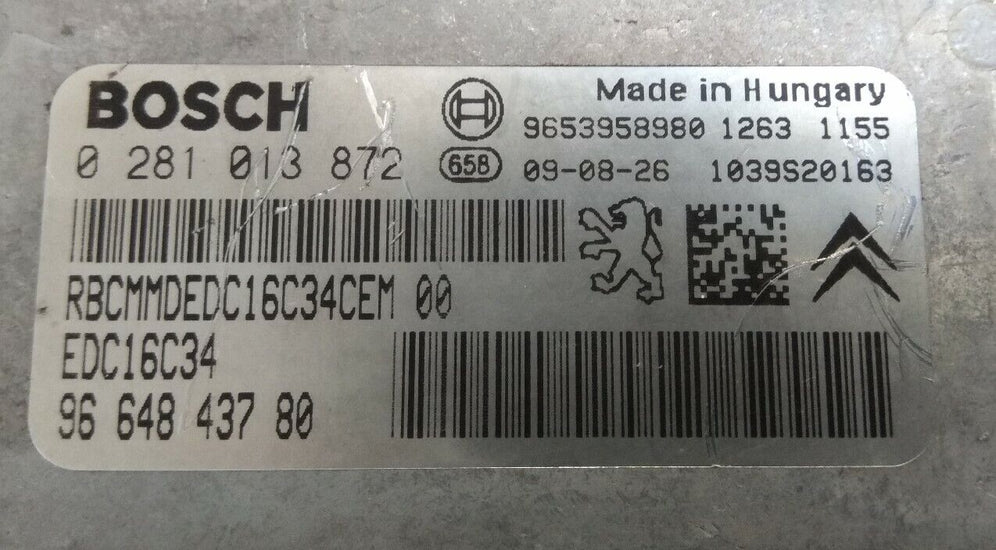 BOSCH
Made in Hungary
9653958980 1263 1155
0 281 013 872 658 09-08-26 1039S20163
RBCMMDEDC16C34CEM 00
EDC16C34
96 648 437 80